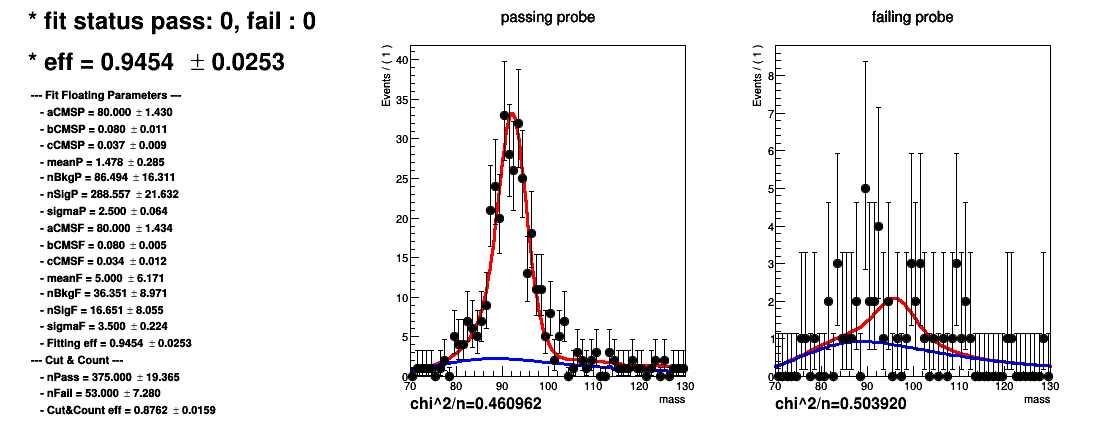 * fit status pass: 0, fail : 0
* eff = 0.9454 ± 0.0253
--- Fit Floating Parameters ---
- aCMSP = 80.000 ± 1.430
- bCMSP = 0.080 ± 0.011
- cCMSP = 0.037 ± 0.009
- meanP = 1.478 ± 0.285
- nBkgP = 86.494 ± 16.311
- nSigP = 288.557 ± 21.632
- sigmaP = 2.500 ± 0.064
- aCMSF = 80.000 ± 1.434
- bCMSF = 0.080 ± 0.005
- cCMSF = 0.034 ± 0.012
- meanF = 5.000 ± 6.171
- nBkgF = 36.351 ± 8.971
- nSigF = 16.651 ± 8.055
- sigmaF = 3.500 ± 0.224
- Fitting eff = 0.9454 ± 0.0253
--- Cut & Count ---
- nPass = 375.000 ± 19.365
- nFail = 53.000 ± 7.280
- Cut&Count eff = 0.8762 ± 0.0159
passing probe
Events / ( 1 )
40
35
30
25
20
15
10
5
0
70 80 90 100 110 120 130
mass
chi^2/n=0.460962
failing probe
Events / ( 1 )
8
7
6
5
4
3
2
1
0
70 80 90 100 110 120 130
mass
chi^2/n=0.503920